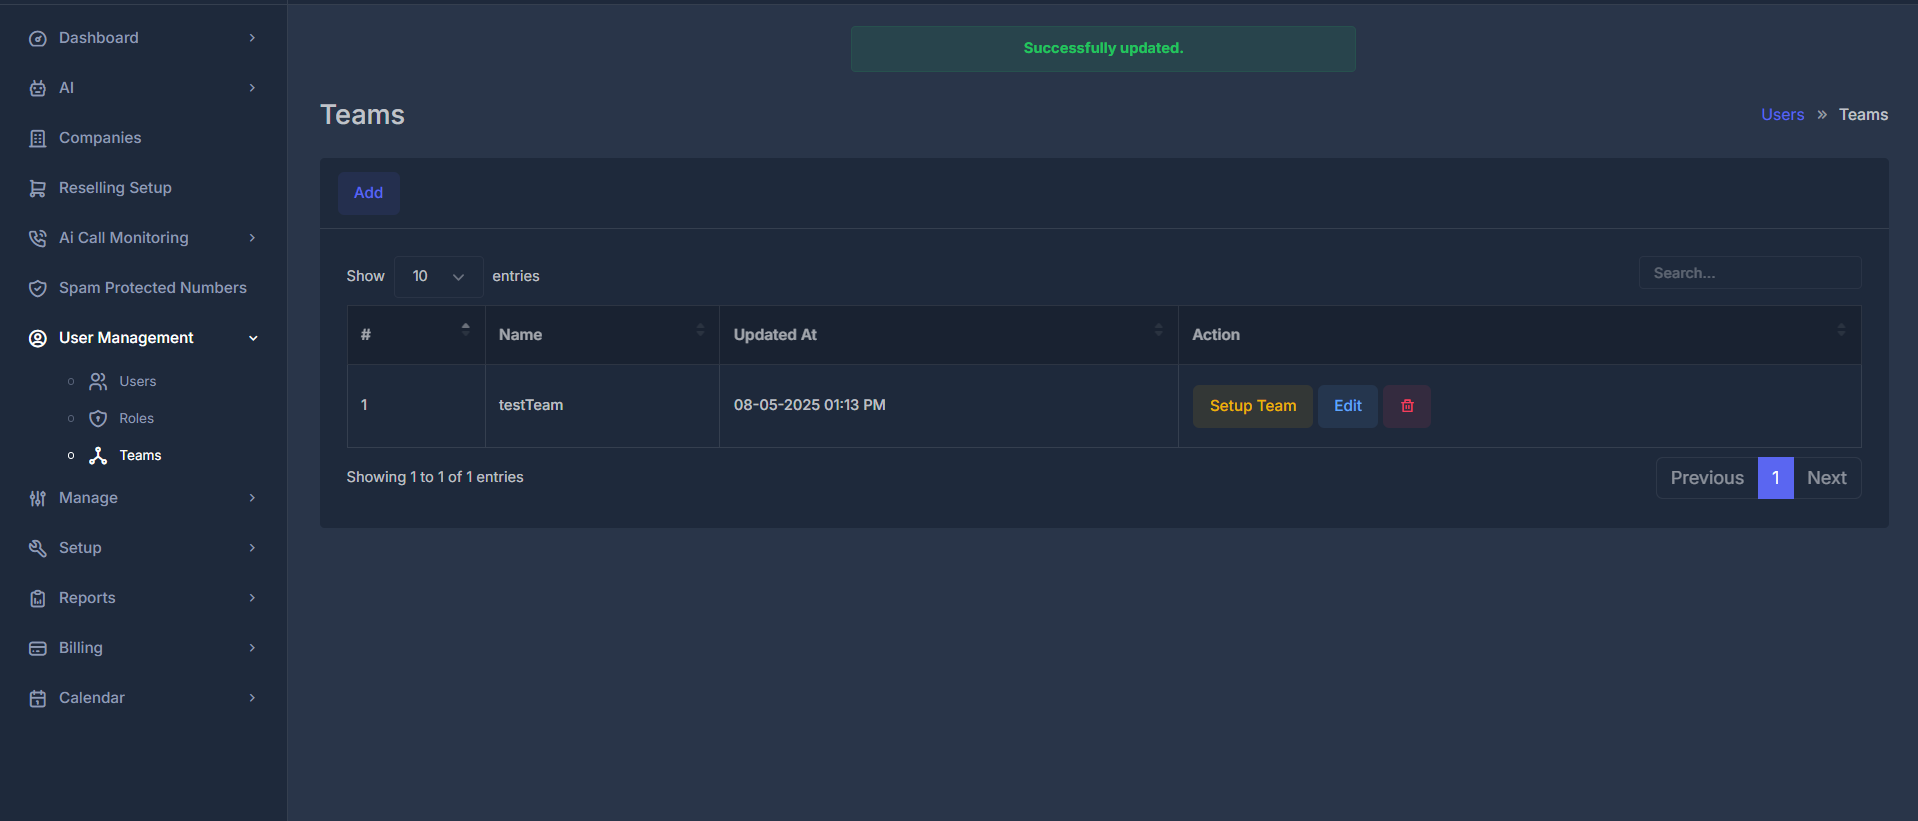 Dashboard
AI
Companies
Reselling Setup
Ai Call Monitoring
Spam Protected Numbers
User Management
Users
Roles
Teams
Manage
Setup
Reports
Billing
Calendar
Successfully updated.
Teams
Users » Teams
Add
Show 10 entries
Search...
# Name Updated At Action
1 testTeam 08-05-2025 01:13 PM Setup Team Edit
Showing 1 to 1 of 1 entries
Previous 1 Next